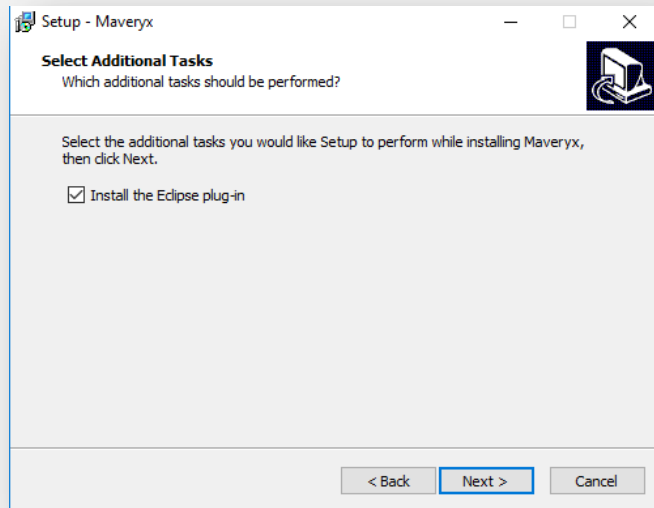 Setup - Maveryx
Select Additional Tasks
Which additional tasks should be performed?
Select the additional tasks you would like Setup to perform while installing Maveryx,
then click Next.
Install the Eclipse plug-in
< Back
Next >
Cancel